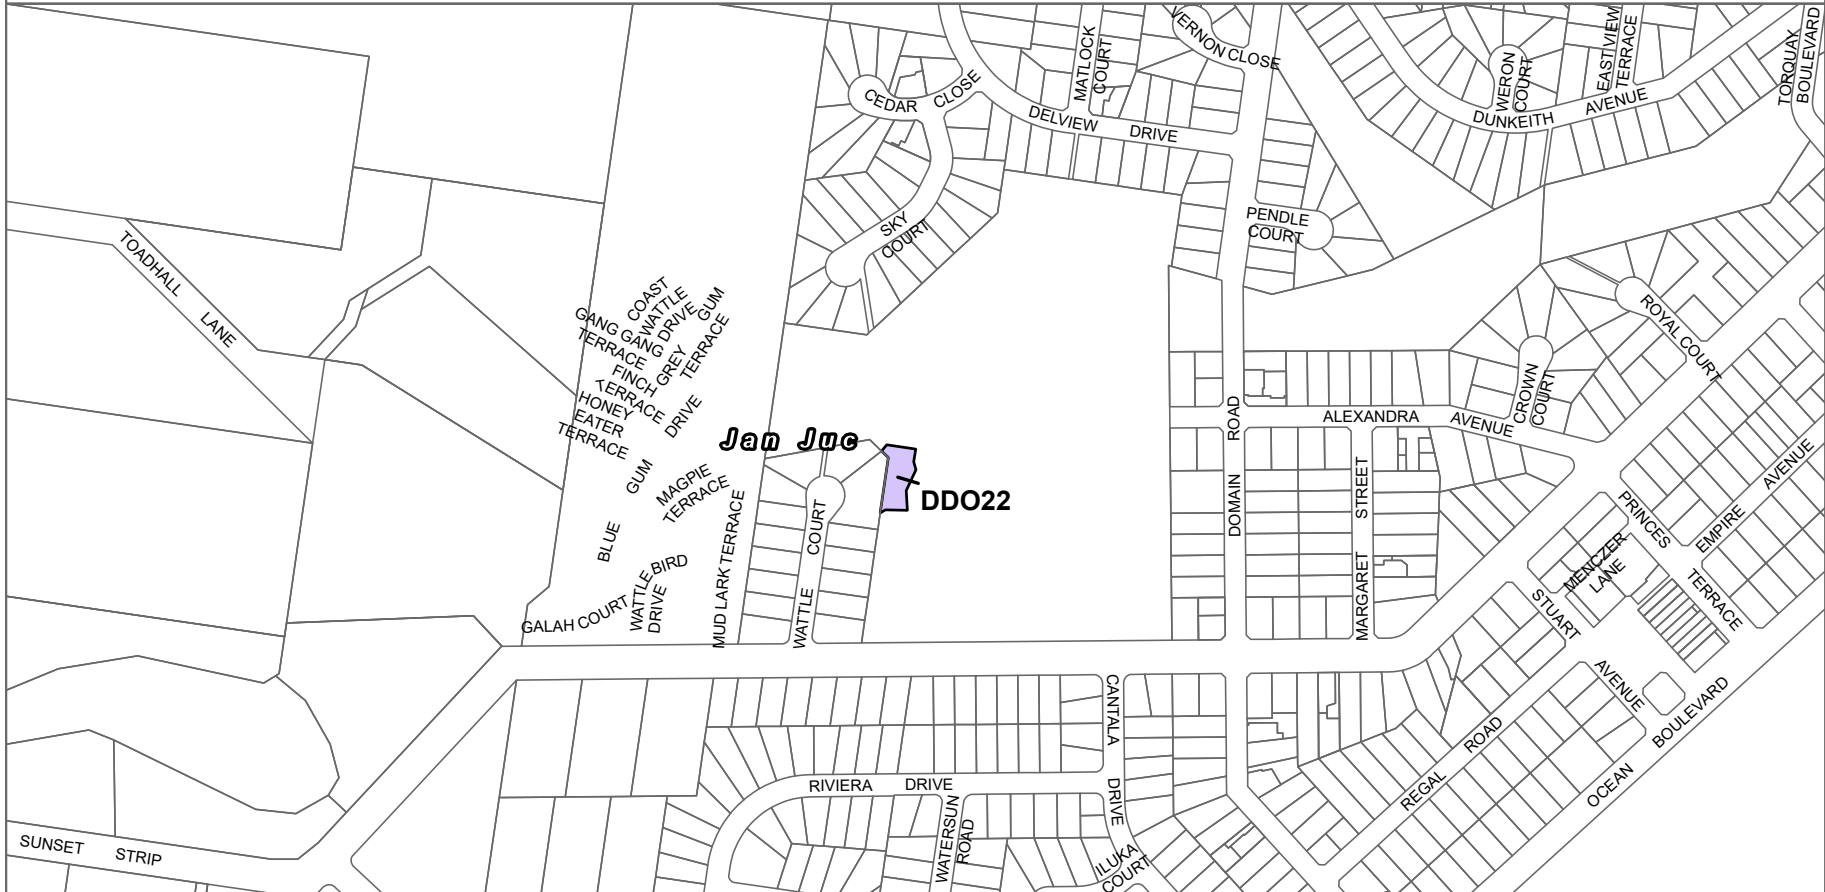 VERNON CLOSE
MATLOCK
COURT
EAST VIEW
TERRACE
TORQUAY
BOULEVARD
WERON
COURT
CEDAR CLOSE
DELVIEW DRIVE
DUNKEITH AVENUE
SKY
COURT
PENDLE
COURT
TOADHALL LANE
COAST
WATTLE
DRIVE
GUM
TERRACE
GREY
GANG GANG
TERRACE
FINCH
TERRACE
HONEY
EATER
TERRACE
DRIVE
GUM
BLUE
MAGPIE
TERRACE
WATTLE BIRD
DRIVE
GALAH COURT
MUD LARK TERRACE
Jan Juc
WATTLE COURT
DDO22
DOMAIN ROAD
ALEXANDRA AVENUE
CROWN
COURT
ROYAL COURT
MARGARET STREET
PRINCES TERRACE
EMPIRE AVENUE
MENCZER
LANE
STUART AVENUE
REGAL ROAD
OCEAN BOULEVARD
CANTALA DRIVE
RIVIERA DRIVE
WATERSUN
ROAD
ILUKA
COURT
SUNSET STRIP